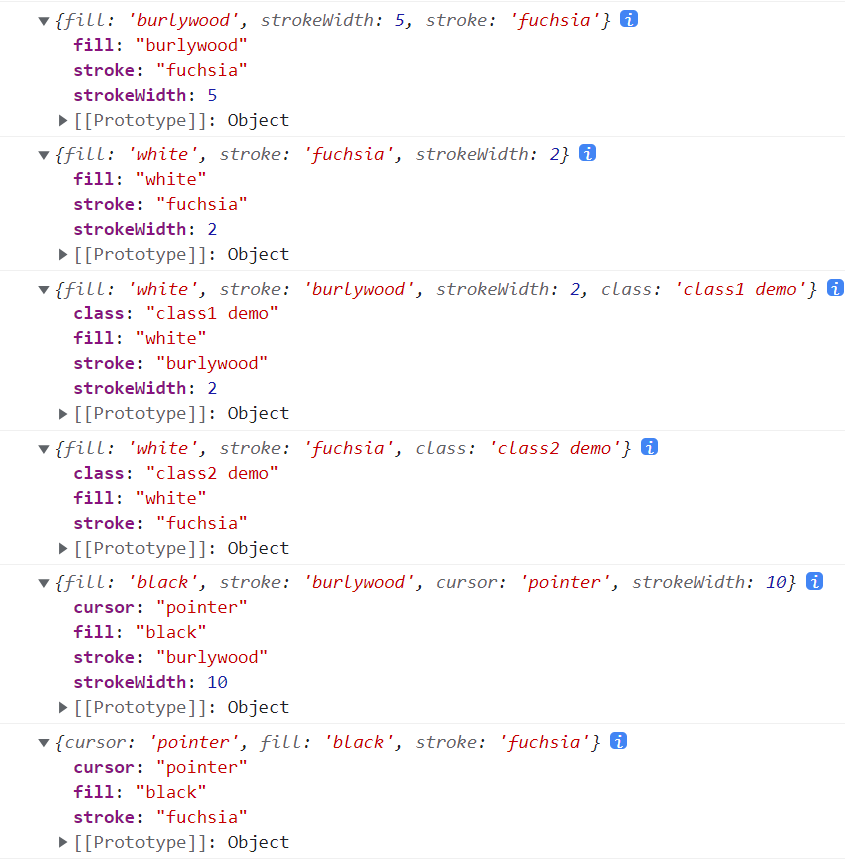 ▼{fill: 'burlywood', strokeWidth: 5, stroke: 'fuchsia'} i
fill: "burlywood"
stroke: "fuchsia"
strokeWidth: 5
▶[[Prototype]]: Object
▼{fill: 'white', stroke: 'fuchsia', strokeWidth: 2} i
fill: "white"
stroke: "fuchsia"
strokeWidth: 2
▶[[Prototype]]: Object
▼{fill: 'white', stroke: 'burlywood', strokeWidth: 2, class: 'class1 demo'} i
class: "class1 demo"
fill: "white"
stroke: "burlywood"
strokeWidth: 2
▶[[Prototype]]: Object
▼{fill: 'white', stroke: 'fuchsia', class: 'class2 demo'} i
class: "class2 demo"
fill: "white"
stroke: "fuchsia"
▶[[Prototype]]: Object
▼{fill: 'black', stroke: 'burlywood', cursor: 'pointer', strokeWidth: 10} i
cursor: "pointer"
fill: "black"
stroke: "burlywood"
strokeWidth: 10
▶[[Prototype]]: Object
▼{cursor: 'pointer', fill: 'black', stroke: 'fuchsia'} i
cursor: "pointer"
fill: "black"
stroke: "fuchsia"
▶[[Prototype]]: Object